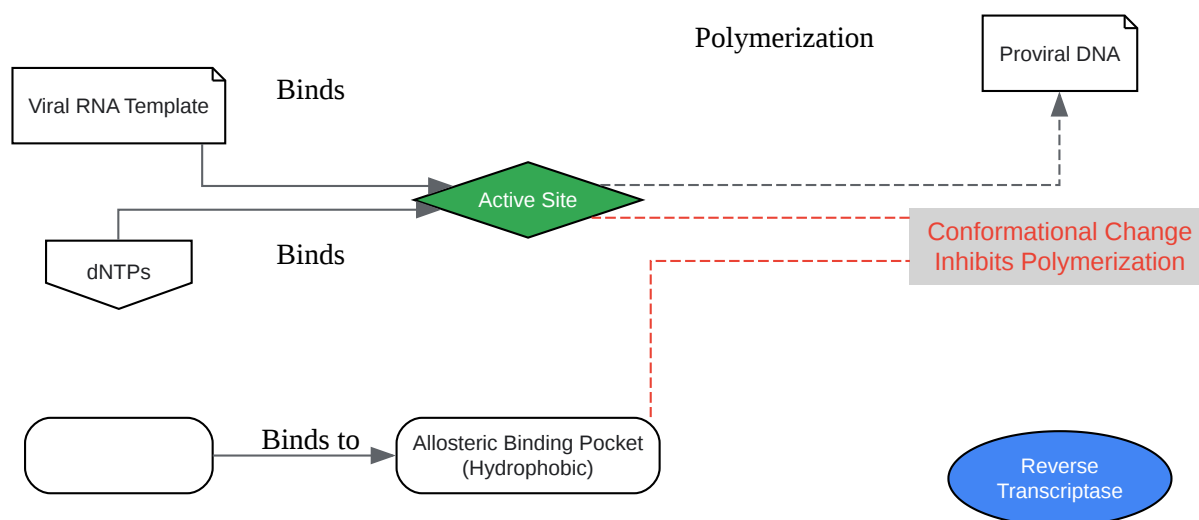 Polymerization
Proviral DNA
Viral RNA Template
Binds
Active Site
Conformational Change
Inhibits Polymerization
Binds
dNTPs
Binds to
Allosteric Binding Pocket
(Hydrophobic)
Reverse
Transcriptase